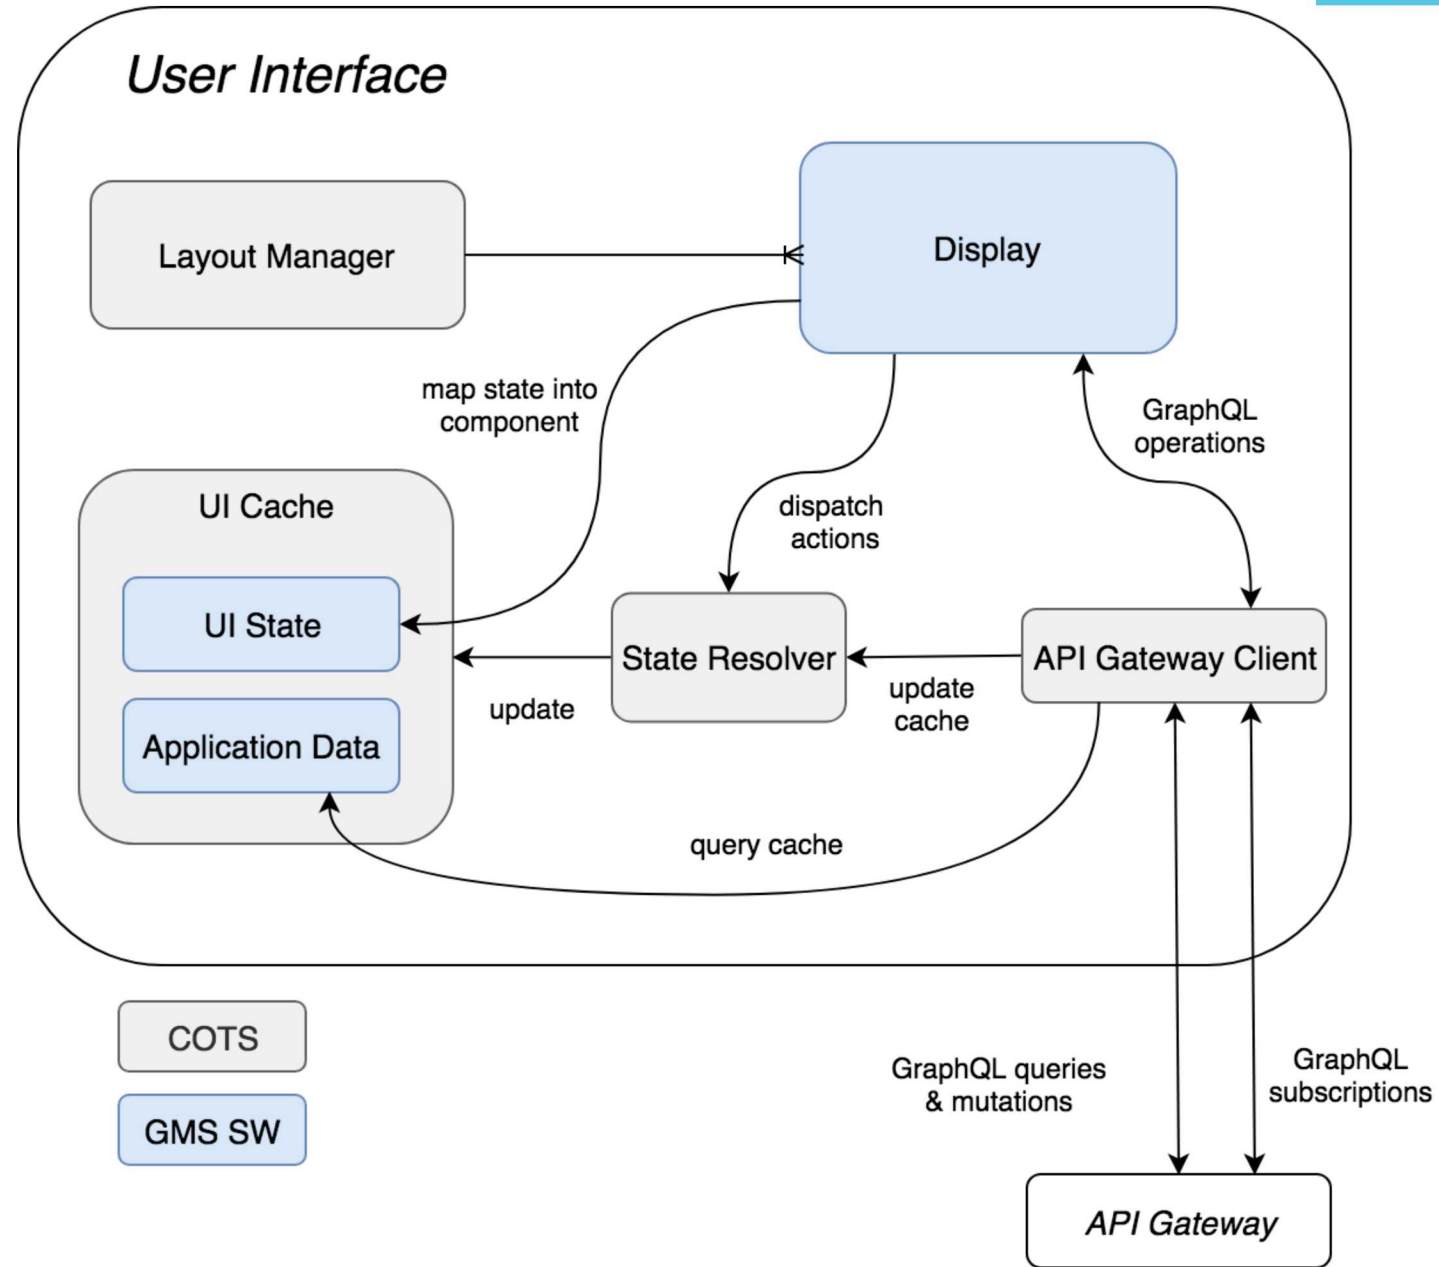 User Interface
Layout Manager
Display
map state into
component
GraphQL
operations
UI Cache
dispatch
actions
UI State
State Resolver
API Gateway Client
update
update
cache
Application Data
query cache
COTS
GraphQL queries
& mutations
GraphQL
subscriptions
GMS SW
API Gateway